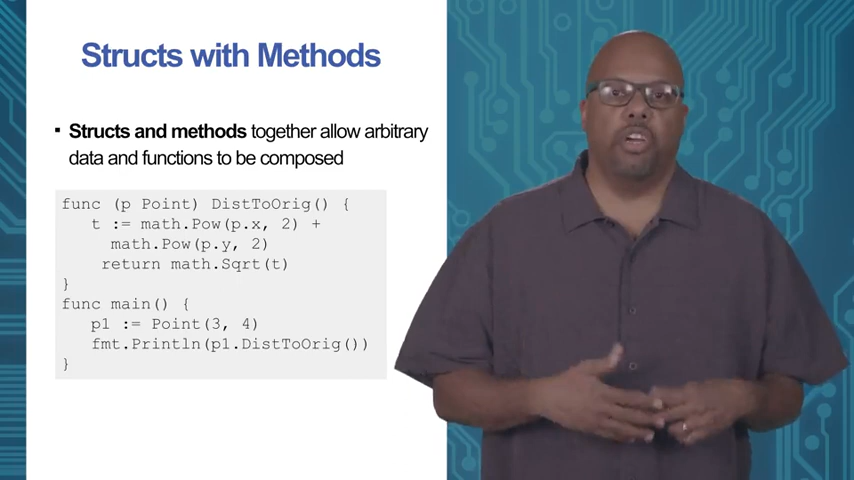 Structs with Methods
▪ Structs and methods together allow arbitrary
data and functions to be composed
func (p Point) DistToOrig() {
t := math.Pow(p.x, 2) +
math.Pow(p.y, 2)
return math.Sqrt(t)
}
func main() {
p1 := Point(3, 4)
fmt.Println(p1.DistToOrig())
}